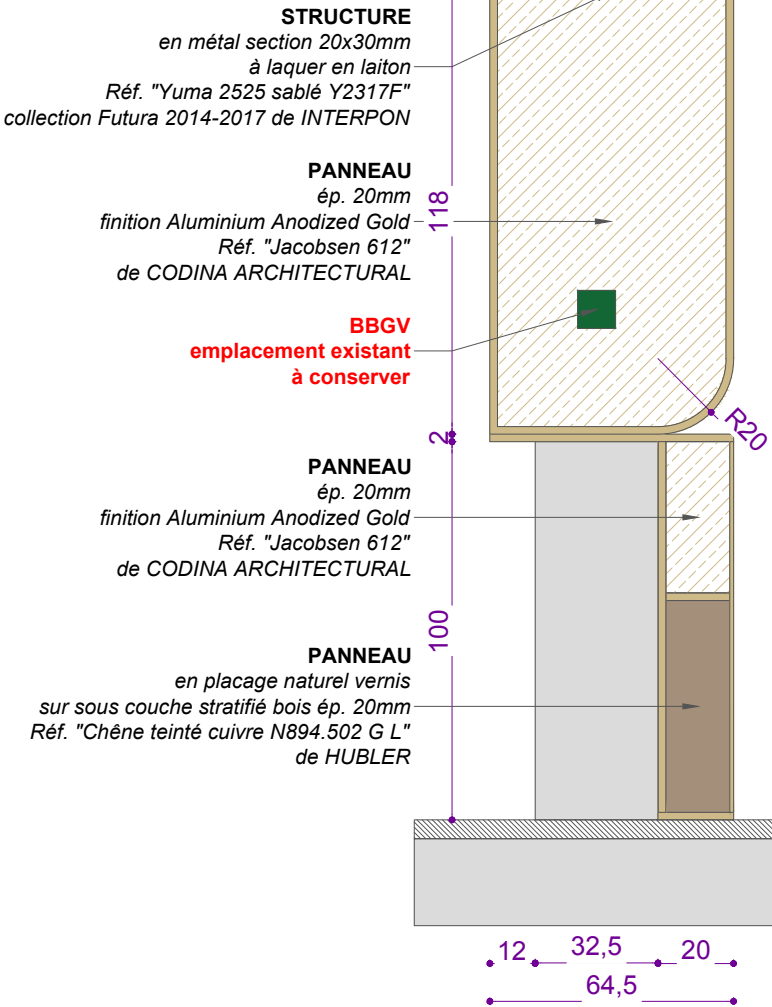 STRUCTURE
en métal section 20x30mm
à laquer en laiton
Réf. "Yuma 2525 sablé Y2317F"
collection Futura 2014-2017 de INTERPON
PANNEAU
ép. 20mm
finition Aluminium Anodized Gold
Réf. "Jacobsen 612"
de CODINA ARCHITECTURAL
118
BBGV
emplacement existant
à conserver
R20
2
PANNEAU
ép. 20mm
finition Aluminium Anodized Gold
Réf. "Jacobsen 612"
de CODINA ARCHITECTURAL
100
PANNEAU
en placage naturel vernis
sur sous couche stratifié bois ép. 20mm
Réf. "Chêne teinté cuivre N894.502 G L"
de HUBLER
12 32,5 20
64,5